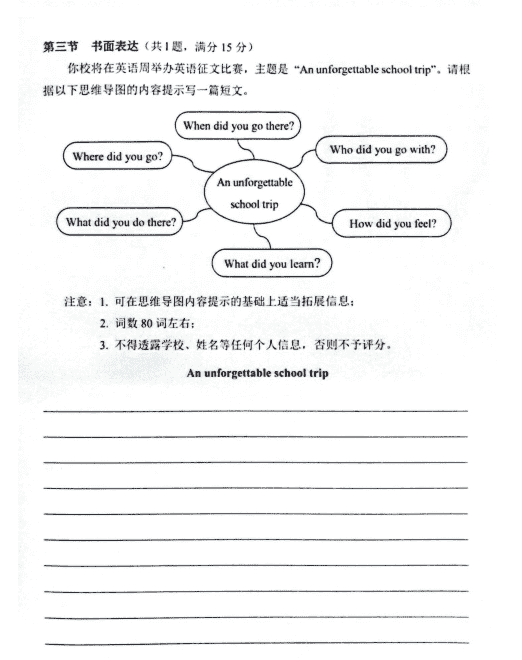 第三节 书面表达(共1题,满分 15 分)
你校将在英语周举办英语征文比赛,主题是 “An unforgettable school trip”。请根
据以下思维导图的内容提示写一篇短文。
When did you go there?
Where did you go?
Who did you go with?
An unforgettable
school trip
What did you do there?
How did you feel?
What did you learn?
注意:1. 可在思维导图内容提示的基础上适当拓展信息;
2. 词数 80 词左右;
3. 不得透露学校、姓名等任何个人信息,否则不予评分。
An unforgettable school trip